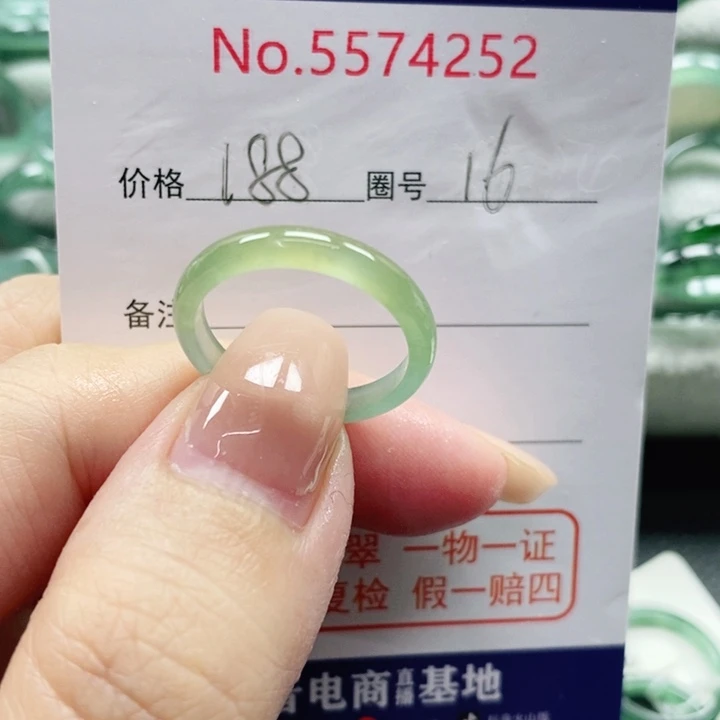 No.5574252
价格 188 圈号 16
备注
翠 一物一证
复检 假一赔四
电商直播基地